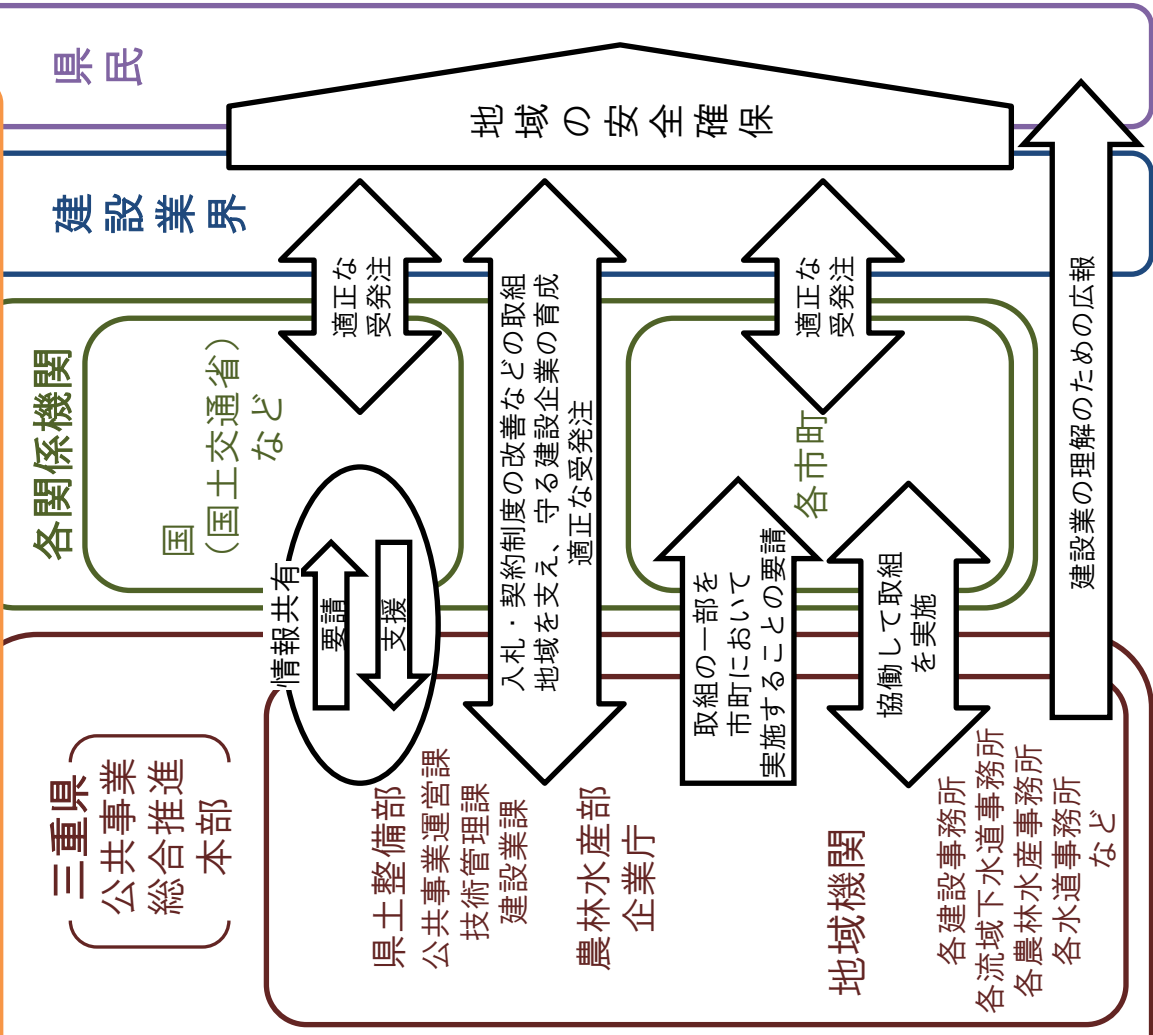 三重県
公共事業
総合推進
本部
県土整備部
公共事業運営課
技術管理課
建設業課
農林水産部
企業庁
地域機関
各建設事務所
各流域下水道事務所
各農林水産事務所
各水道事務所
など
情報共有
要請
支援
入札・契約制度の改善などの取組
地域を支え、守る建設企業の育成
適正な受発注
取組の一部を
市町において
実施することの要請
協働して取組
を実施
建設業の理解のための広報
各関係機関
国
(国土交通省)
など
各市町
適正な
受発注
適正な
受発注
建設業界
地域の安全確保
県民